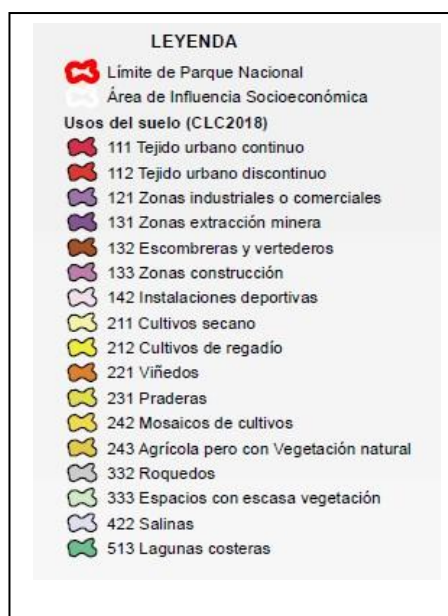 LEYENDA
Límite de Parque Nacional
Área de Influencia Socioeconómica
Usos del suelo (CLC2018)
111 Tejido urbano continuo
112 Tejido urbano discontinuo
121 Zonas industriales o comerciales
131 Zonas extracción minera
132 Escombreras y vertederos
133 Zonas construcción
142 Instalaciones deportivas
211 Cultivos secano
212 Cultivos de regadío
221 Viñedos
231 Praderas
242 Mosaicos de cultivos
243 Agrícola pero con Vegetación natural
332 Roquedos
333 Espacios con escasa vegetación
422 Salinas
513 Lagunas costeras